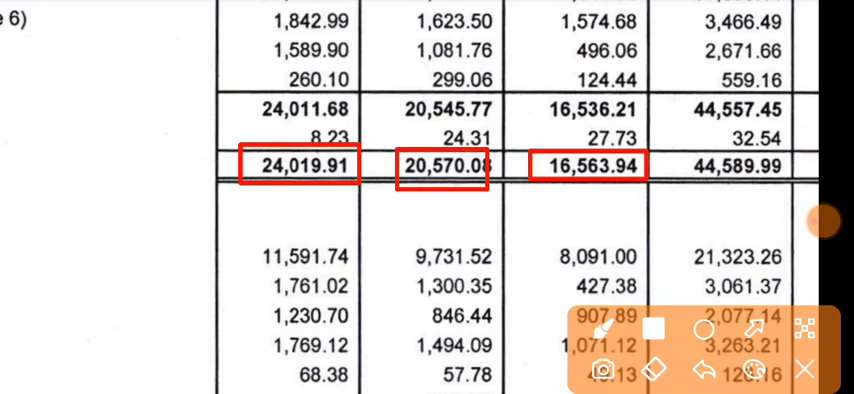 e 6) 1,842.99 1,623.50 1,574.68 3,466.49
1,589.90 1,081.76 496.06 2,671.66
260.10 299.06 124.44 559.16
24,011.68 20,545.77 16,536.21 44,557.45
8.23 24.31 27.73 32.54
24,019.91 20,570.08 16,563.94 44,589.99
11,591.74 9,731.52 8,091.00 21,323.26
1,761.02 1,300.35 427.38 3,061.37
1,230.70 846.44 907.89 2,077.14
1,769.12 1,494.09 1,071.12 3,263.21
68.38 57.78